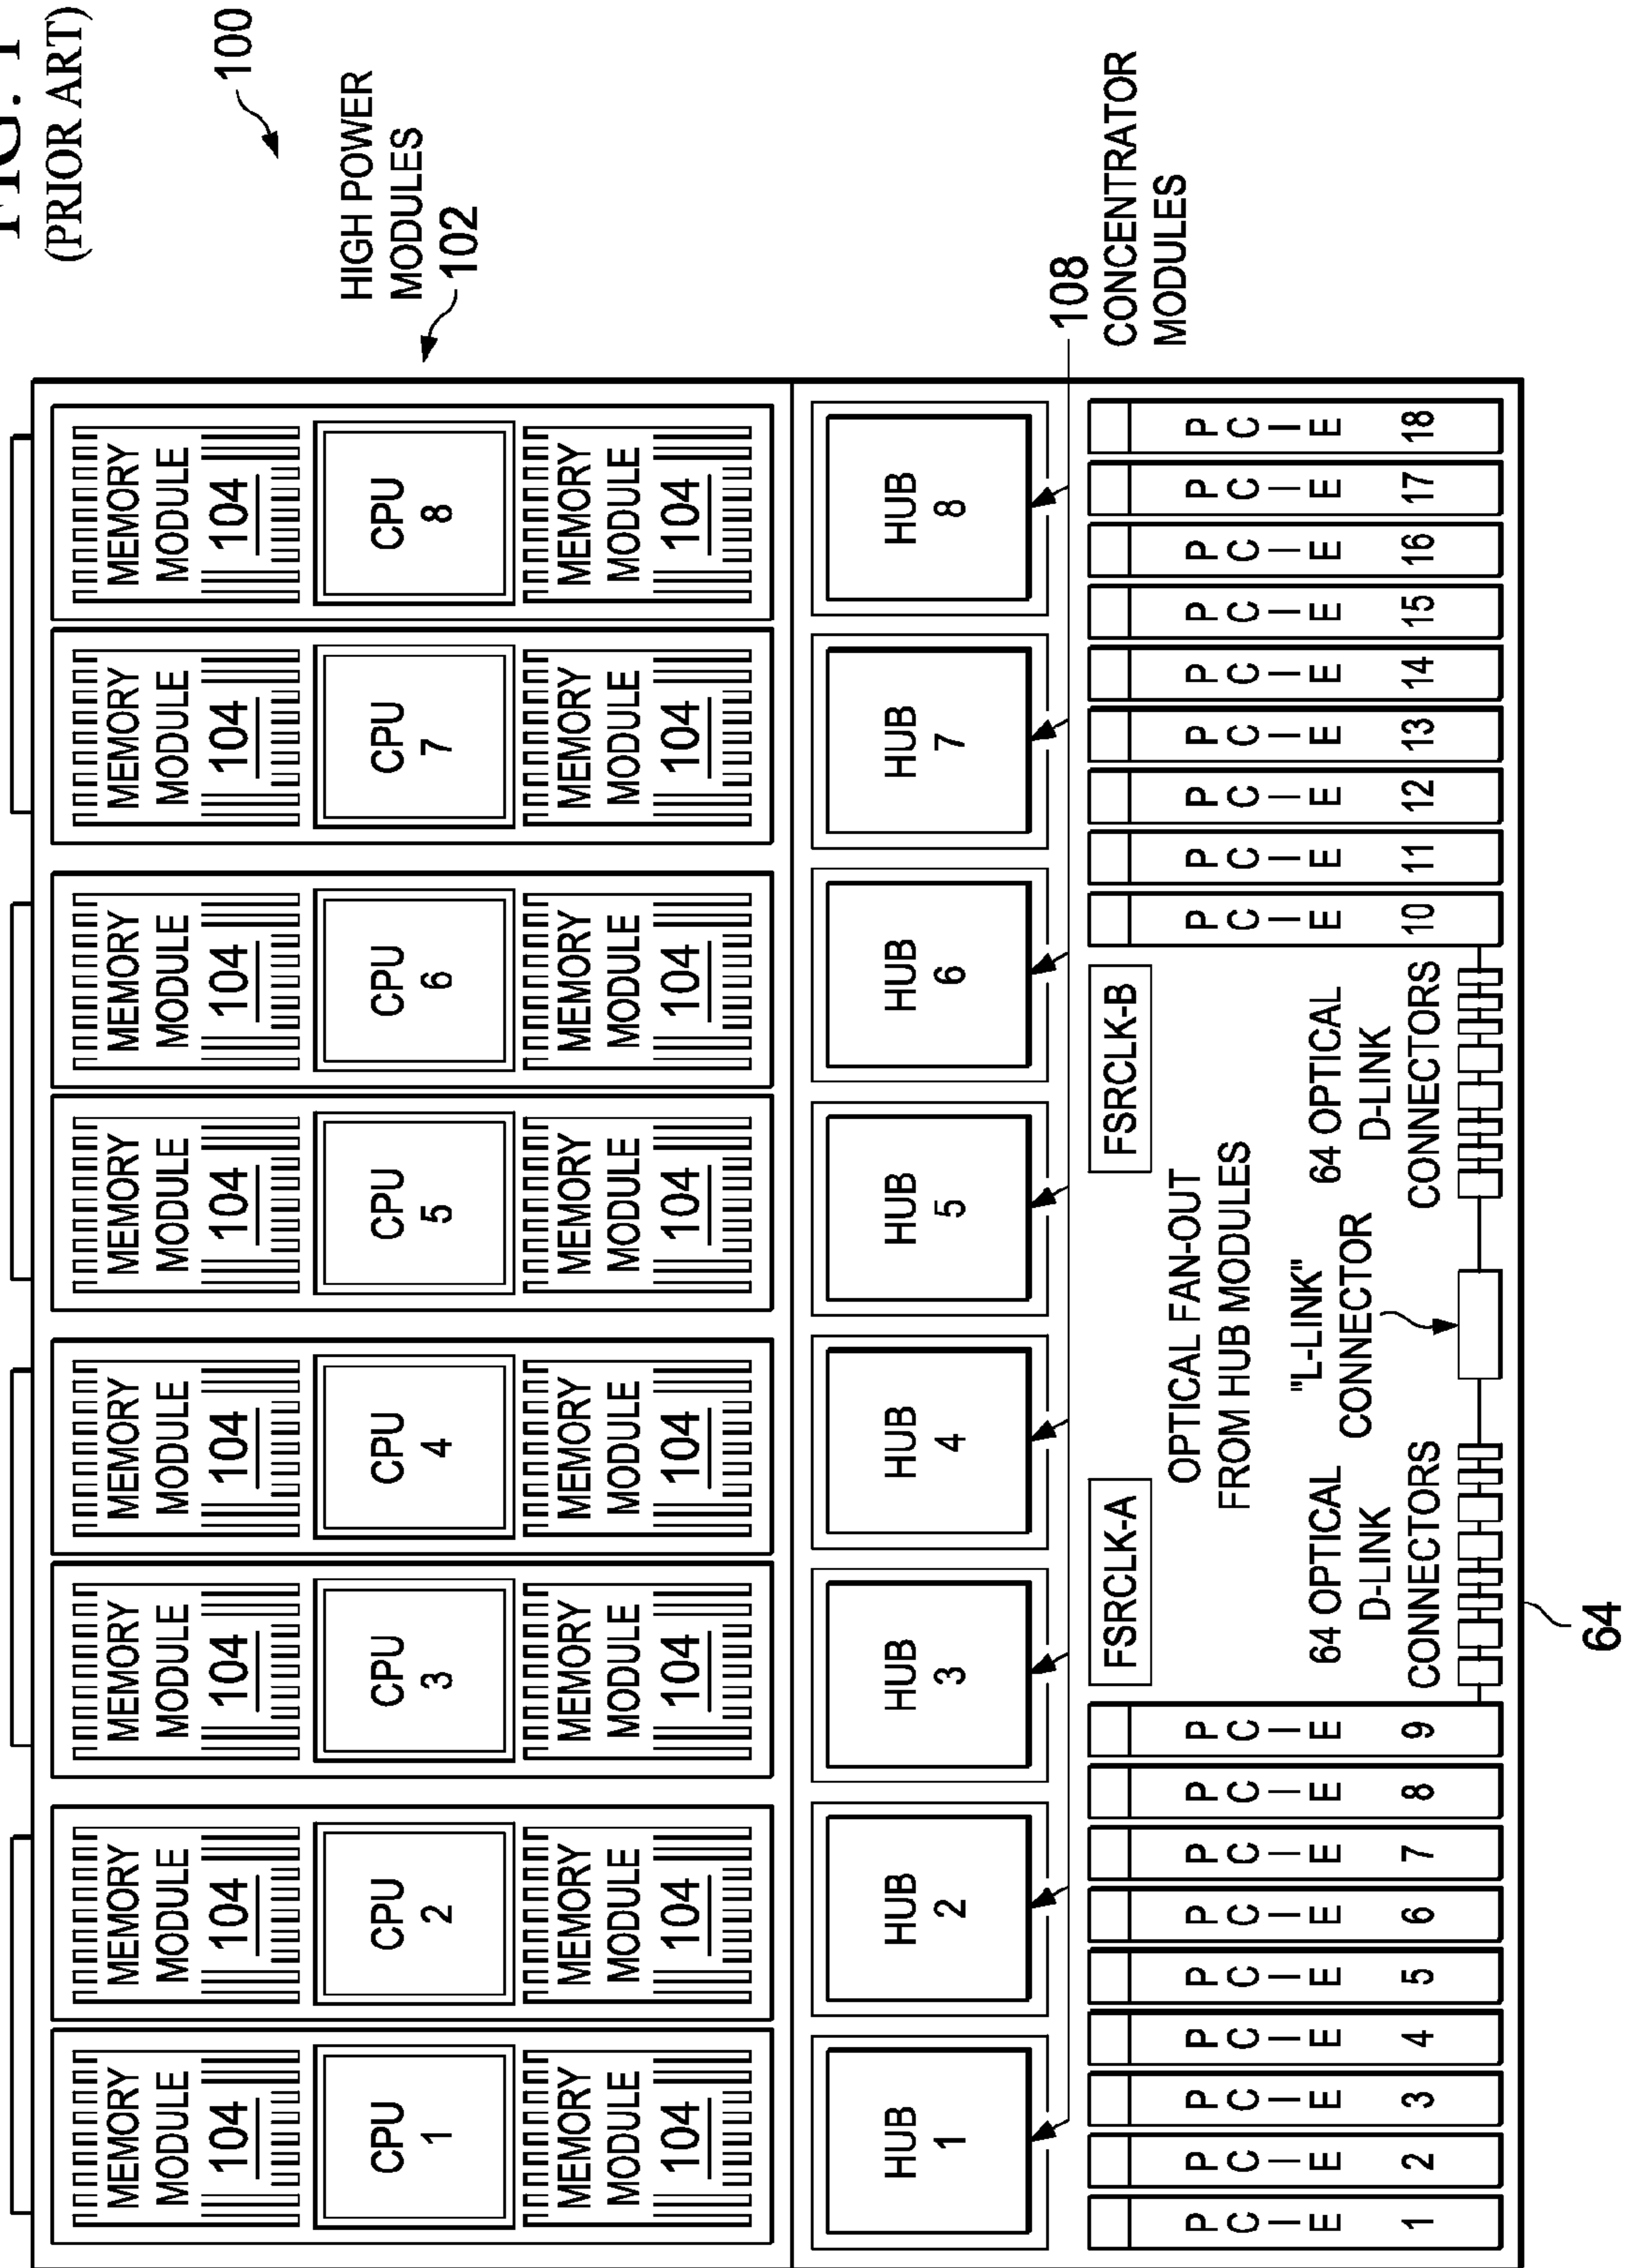 FIG. 1
(PRIOR ART)
100
MEMORY
MODULE
104
MEMORY
MODULE
104
MEMORY
MODULE
104
MEMORY
MODULE
104
MEMORY
MODULE
104
MEMORY
MODULE
104
MEMORY
MODULE
104
MEMORY
MODULE
104
HIGH POWER
MODULES
102
CPU
1
CPU
2
CPU
3
CPU
4
CPU
5
CPU
6
CPU
7
CPU
8
MEMORY
MODULE
104
MEMORY
MODULE
104
MEMORY
MODULE
104
MEMORY
MODULE
104
MEMORY
MODULE
104
MEMORY
MODULE
104
MEMORY
MODULE
104
MEMORY
MODULE
104
HUB
1
HUB
2
HUB
3
HUB
4
HUB
5
HUB
6
HUB
7
HUB
8
108
CONCENTRATOR
MODULES
PCIE
1
PCIE
2
PCIE
3
PCIE
4
PCIE
5
PCIE
6
PCIE
7
PCIE
8
PCIE
9
FSRCLK-A
FSRCLK-B
OPTICAL FAN-OUT
FROM HUB MODULES
64 OPTICAL
D-LINK
CONNECTORS
"L-LINK"
CONNECTOR
64 OPTICAL
D-LINK
CONNECTORS
PCIE
10
PCIE
11
PCIE
12
PCIE
13
PCIE
14
PCIE
15
PCIE
16
PCIE
17
PCIE
18
64